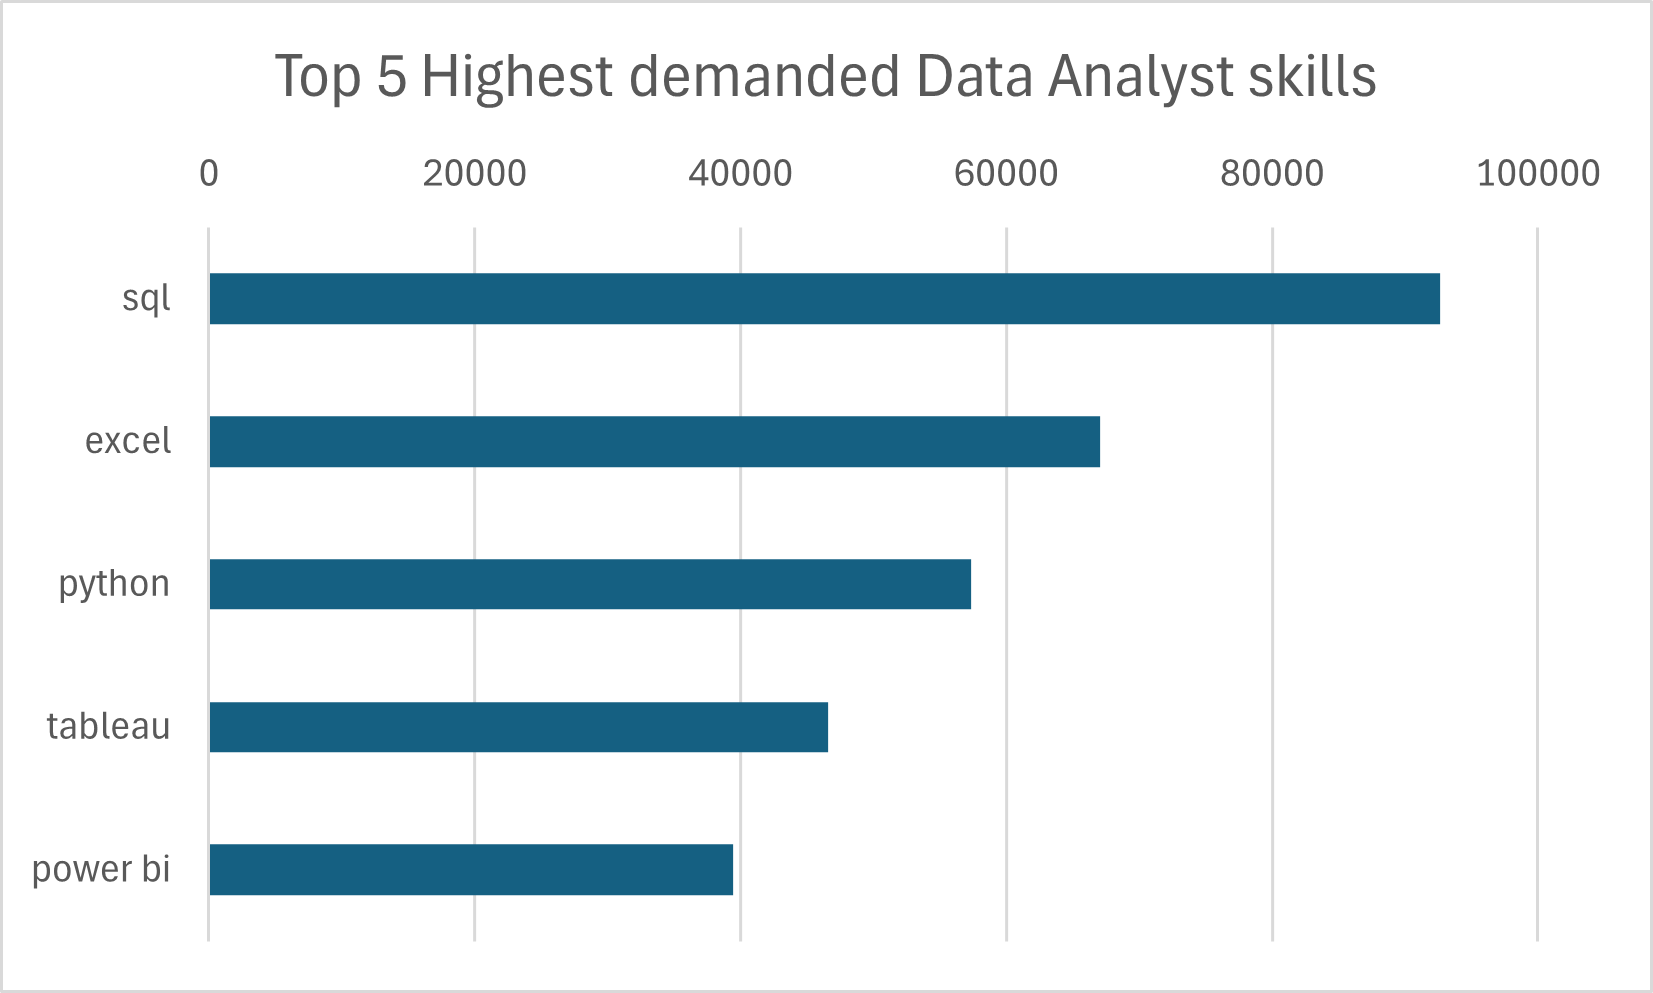 Top 5 Highest demanded Data Analyst skills
0 20000 40000 60000 80000 100000
sql
excel
python
tableau
power bi